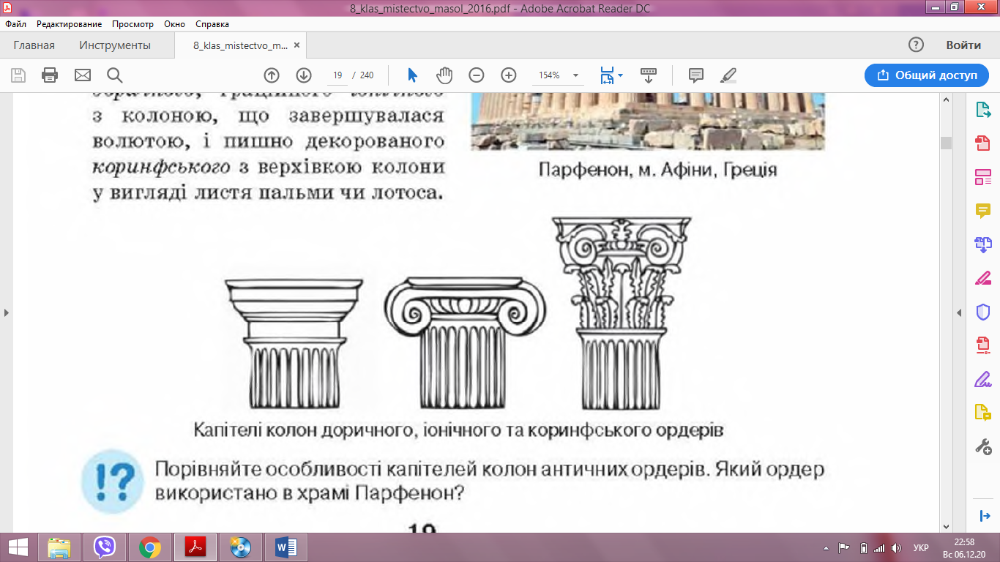 8_klas_mistectvo_masol_2016.pdf - Adobe Acrobat Reader DC
Файл Редактирование Просмотр Окно Справка
Главная Инструменты 8_klas_mistectvo_m... Войти
19 / 240 154% Общий доступ
з колоною, що завершувалася
волютою, і пишно декорованого
коринфського з верхівкою колони
у вигляді листя пальми чи лотоса.
Парфенон, м. Афіни, Греція
Капітелі колон доричного, іонічного та коринфського ордерів
!? Порівняйте особливості капітелей колон античних ордерів. Який ордер
використано в храмі Парфенон?
19
W УКР 22:58
Вс 06.12.20